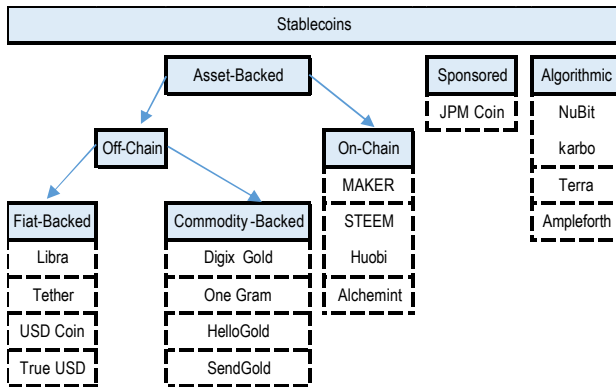 Stablecoins
Asset-Backed
Sponsored
Algorithmic
JPM Coin
NuBit
karbo
Terra
Ampleforth
Off-Chain
On-Chain
MAKER
STEEM
Huobi
Alchemint
Fiat-Backed
Libra
Tether
USD Coin
True USD
Commodity -Backed
Digix Gold
One Gram
HelloGold
SendGold